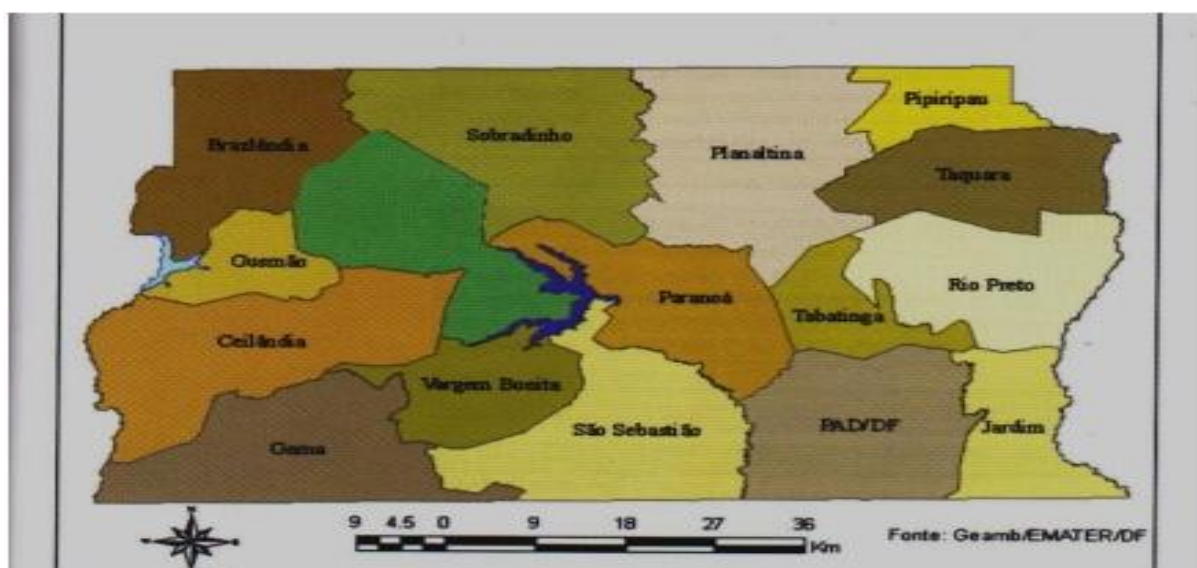 Pipiripau
Brazlândia
Sobradinho
Planaltina
Taquara
Gusmão
Paranoá
Rio Preto
Tabatinga
Ceilândia
Vargem Bonita
Gama
São Sebastião
PAD/DF
Jardim
9 4.5 0 9 18 27 36
Km
Fonte: Geamb/EMATER/DF